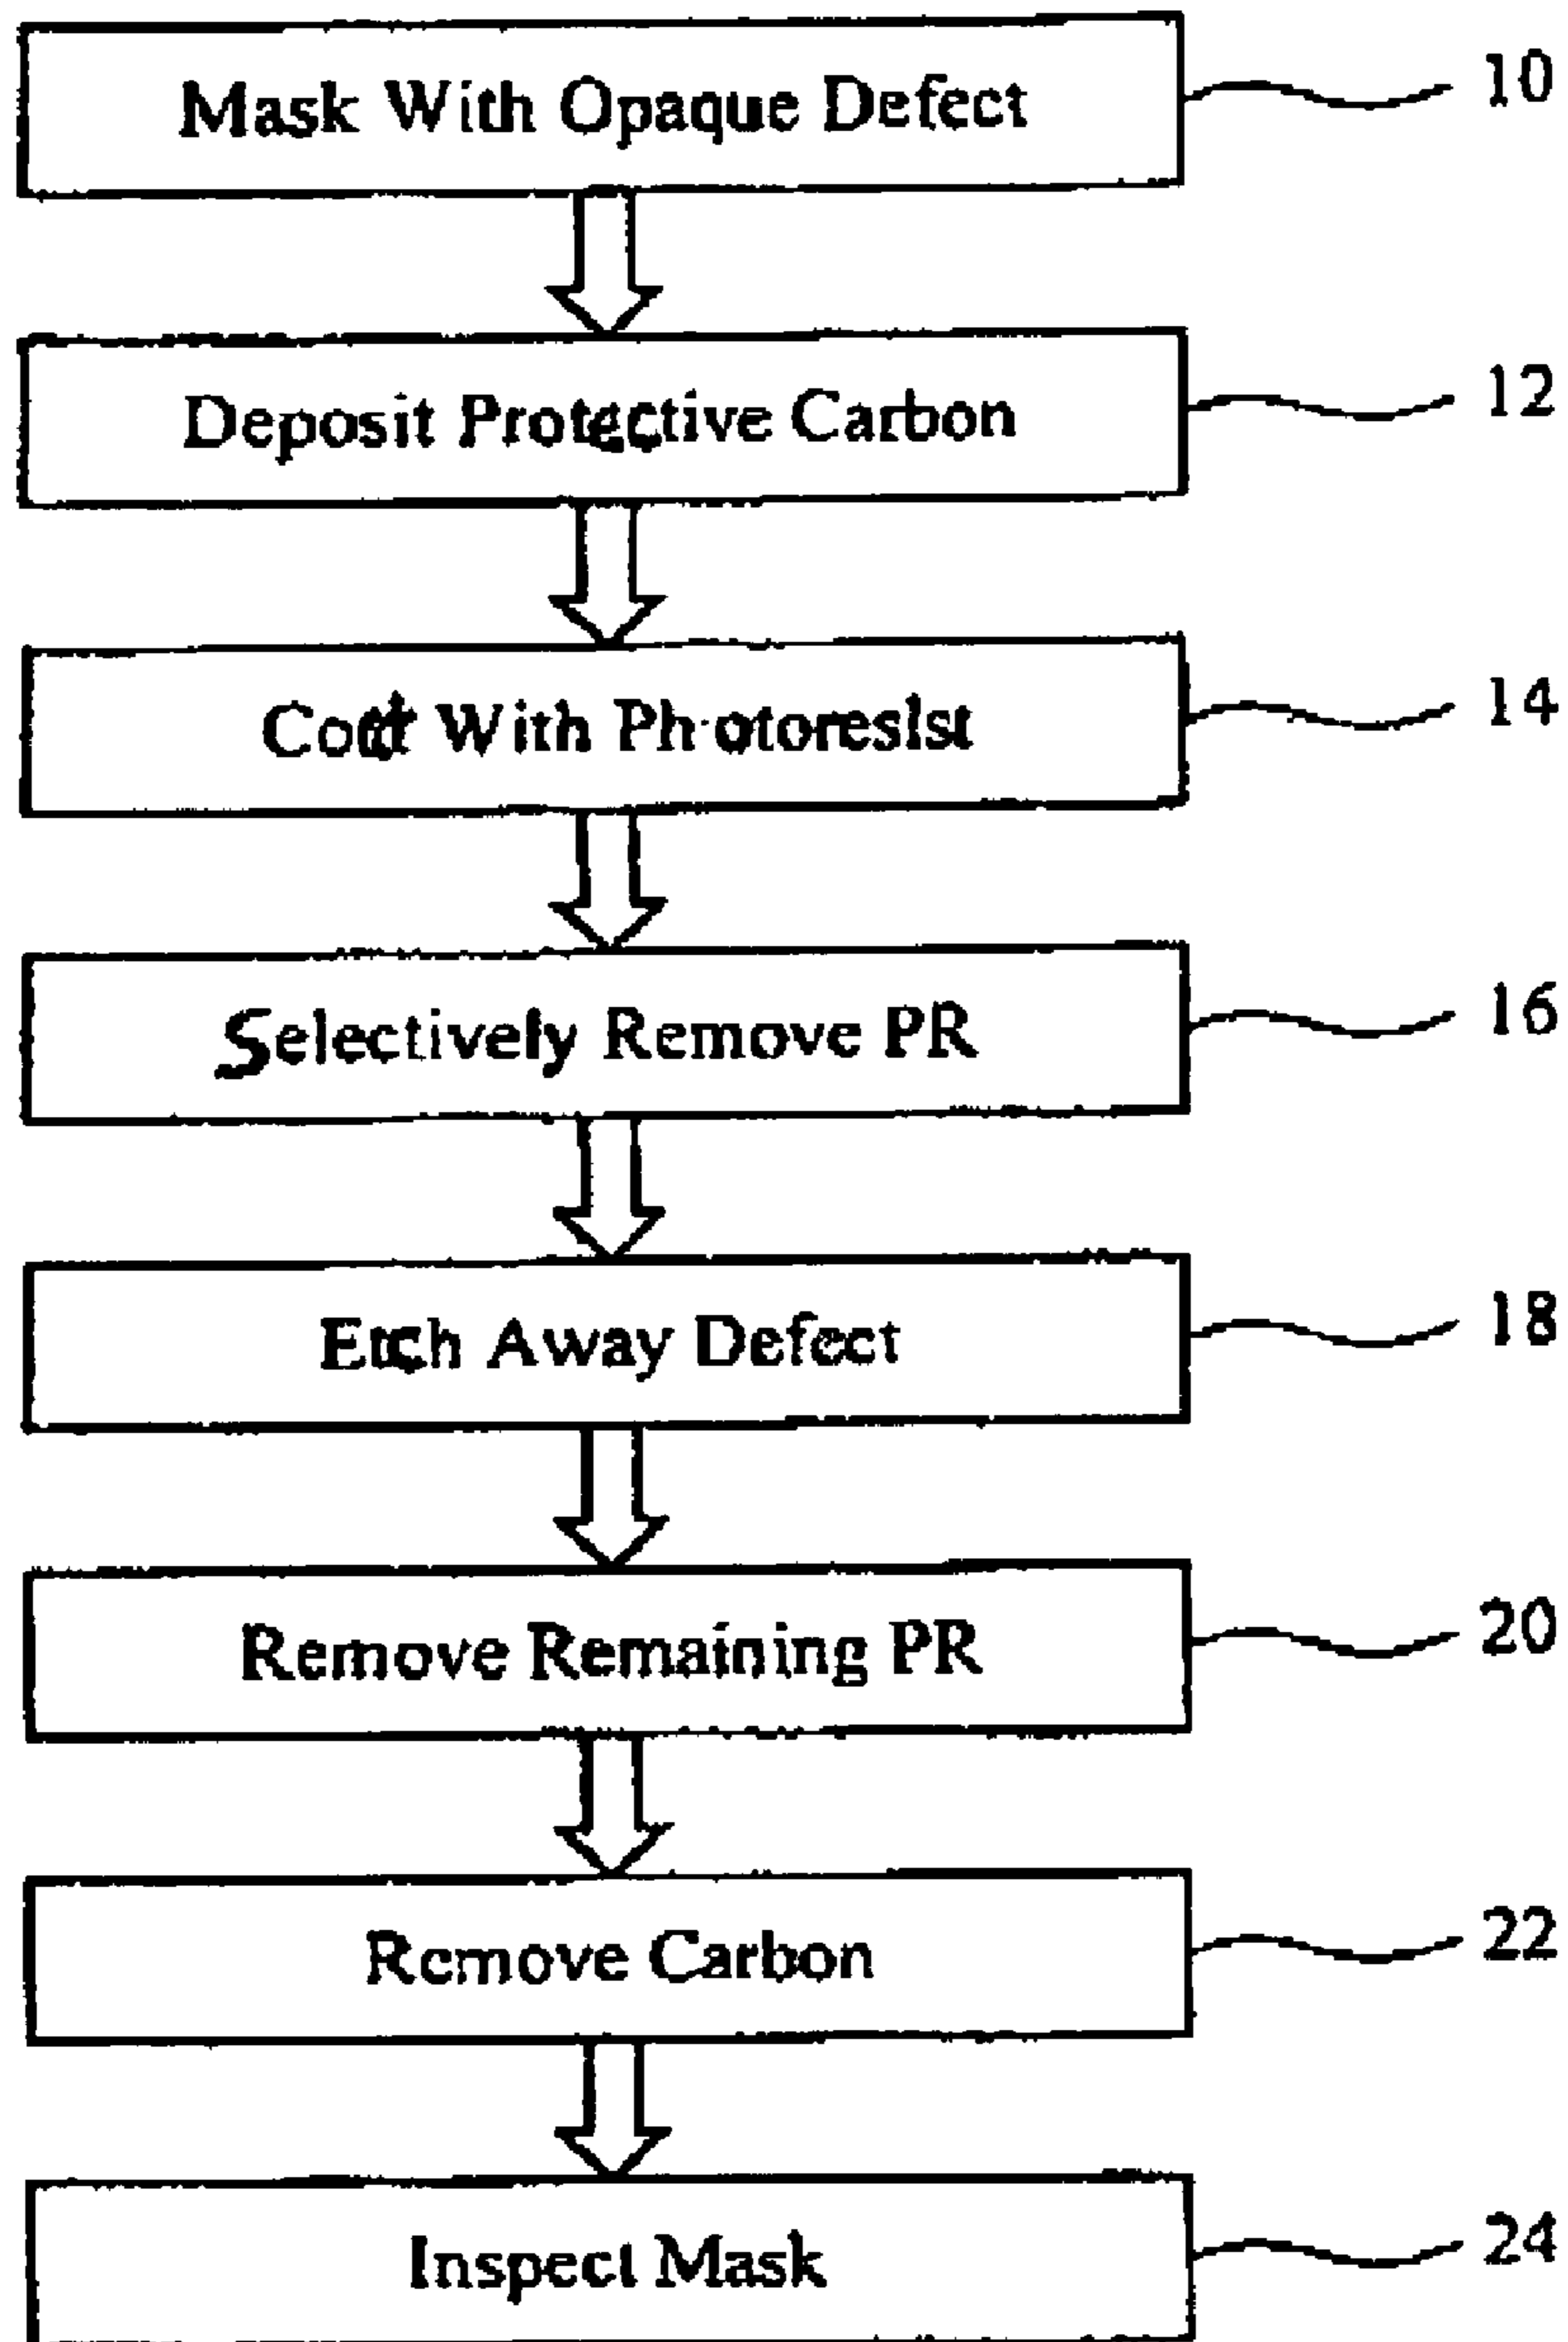 Mask With Opaque Defect 10
Deposit Protective Carbon 12
Coat With Photoresist 14
Selectively Remove PR 16
Etch Away Defect 18
Remove Remaining PR 20
Remove Carbon 22
Inspect Mask 24